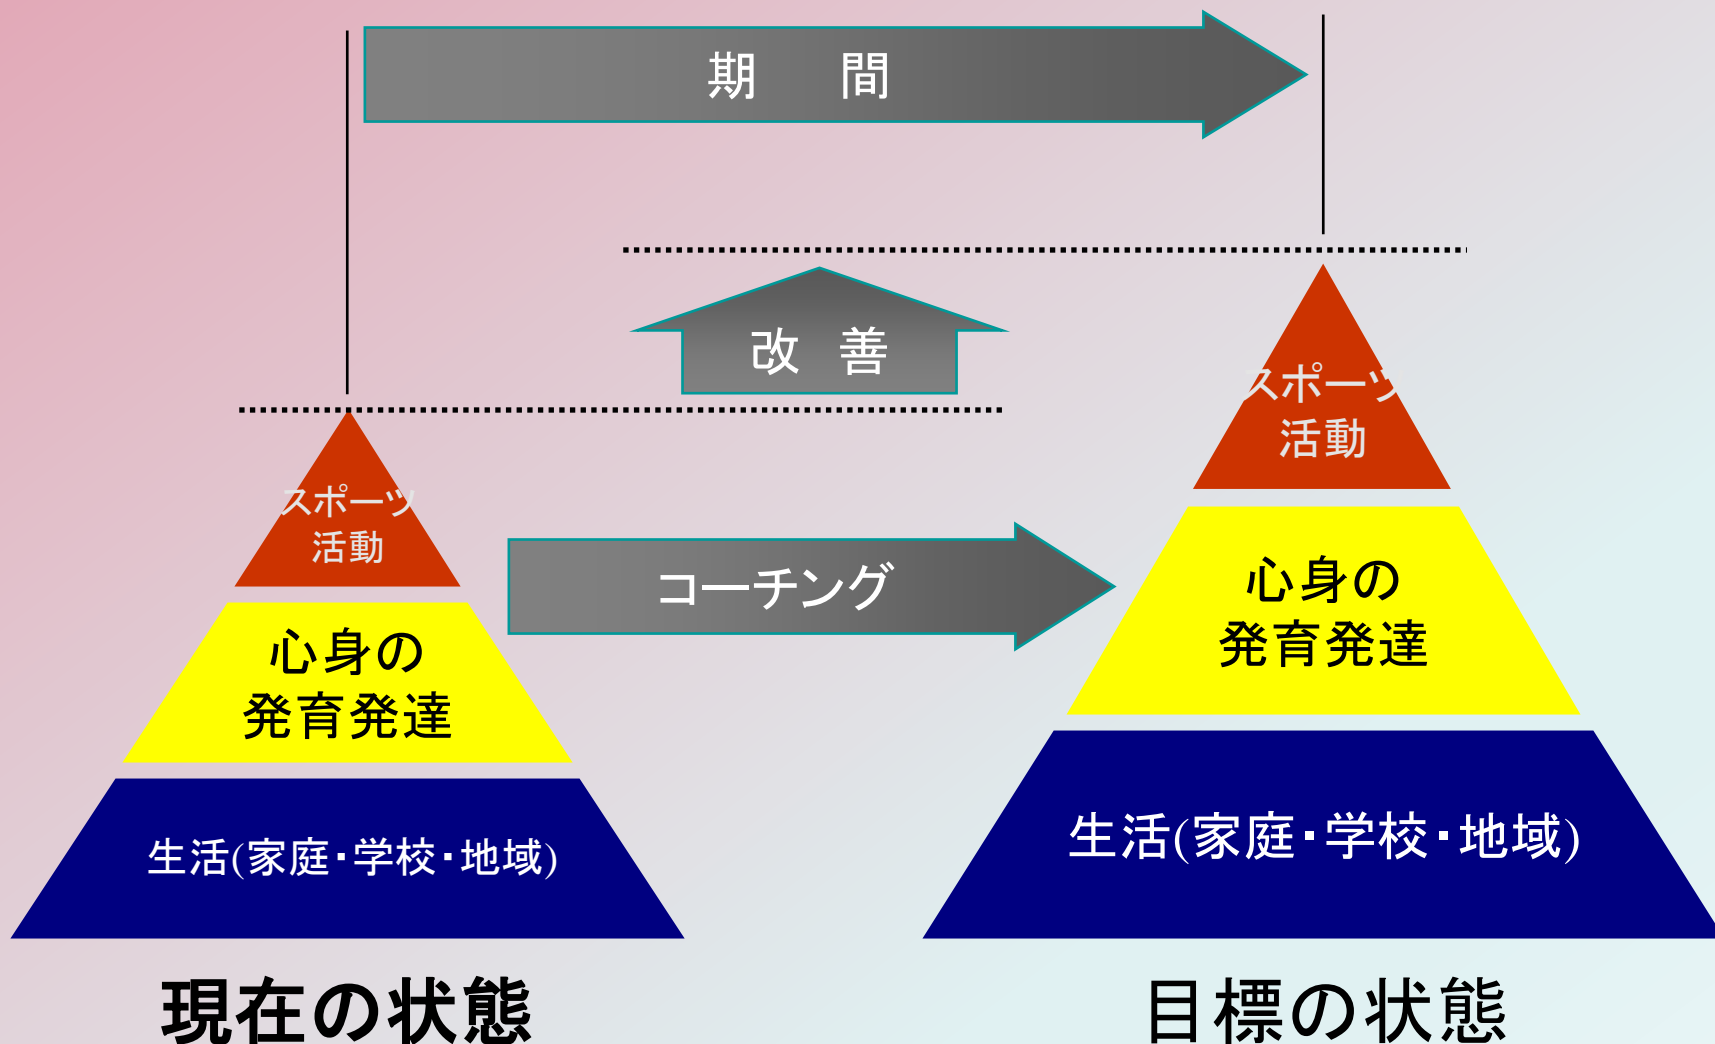 期　間
改 善
スポーツ
活動
心身の
発育発達
生活(家庭・学校・地域)
現在の状態
コーチング
スポーツ
活動
心身の
発育発達
生活(家庭・学校・地域)
目標の状態